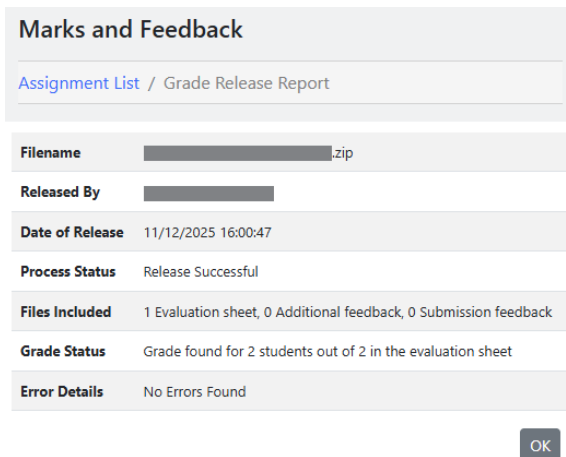 Marks and Feedback
Assignment List / Grade Release Report
Filename .zip
Released By
Date of Release 11/12/2025 16:00:47
Process Status Release Successful
Files Included 1 Evaluation sheet, 0 Additional feedback, 0 Submission feedback
Grade Status Grade found for 2 students out of 2 in the evaluation sheet
Error Details No Errors Found
OK